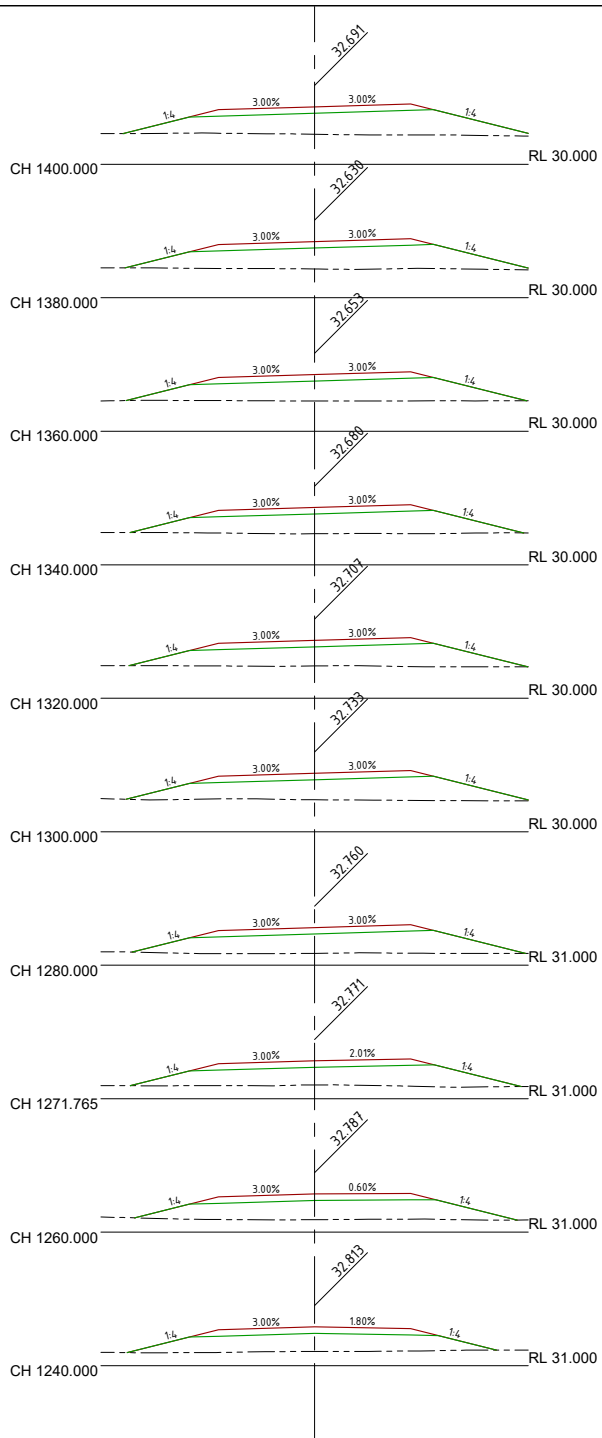 32.691
1:4 3.00% 3.00% 1:4
CH 1400.000 RL 30.000
32.630
1:4 3.00% 3.00% 1:4
CH 1380.000 RL 30.000
32.653
1:4 3.00% 3.00% 1:4
CH 1360.000 RL 30.000
32.680
1:4 3.00% 3.00% 1:4
CH 1340.000 RL 30.000
32.707
1:4 3.00% 3.00% 1:4
CH 1320.000 RL 30.000
32.733
1:4 3.00% 3.00% 1:4
CH 1300.000 RL 30.000
32.760
1:4 3.00% 3.00% 1:4
CH 1280.000 RL 31.000
32.771
1:4 3.00% 2.01% 1:4
CH 1271.765 RL 31.000
32.787
1:4 3.00% 0.60% 1:4
CH 1260.000 RL 31.000
32.813
1:4 3.00% 1.80% 1:4
CH 1240.000 RL 31.000